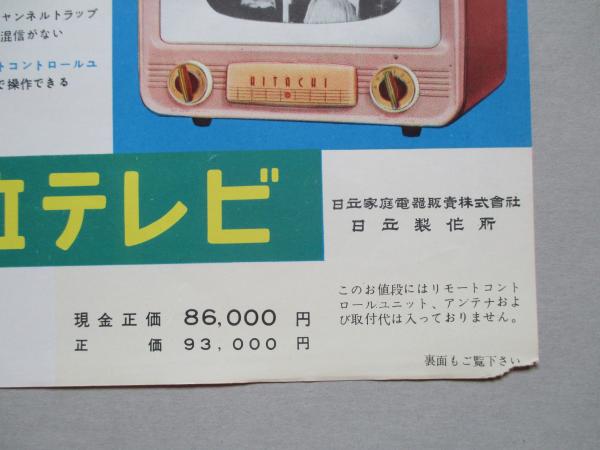 ャンネルトラップ
混信がない
トコントロールユ
で操作できる
HITACHI
立テレビ
日立家庭電器販賣株式會社
日立製作所
現金正価 86,000 円
正価 93,000 円
このお値段にはリモートコント
ロールユニット、アンテナおよ
び取付代は入っておりません。
裏面もご覧下さい